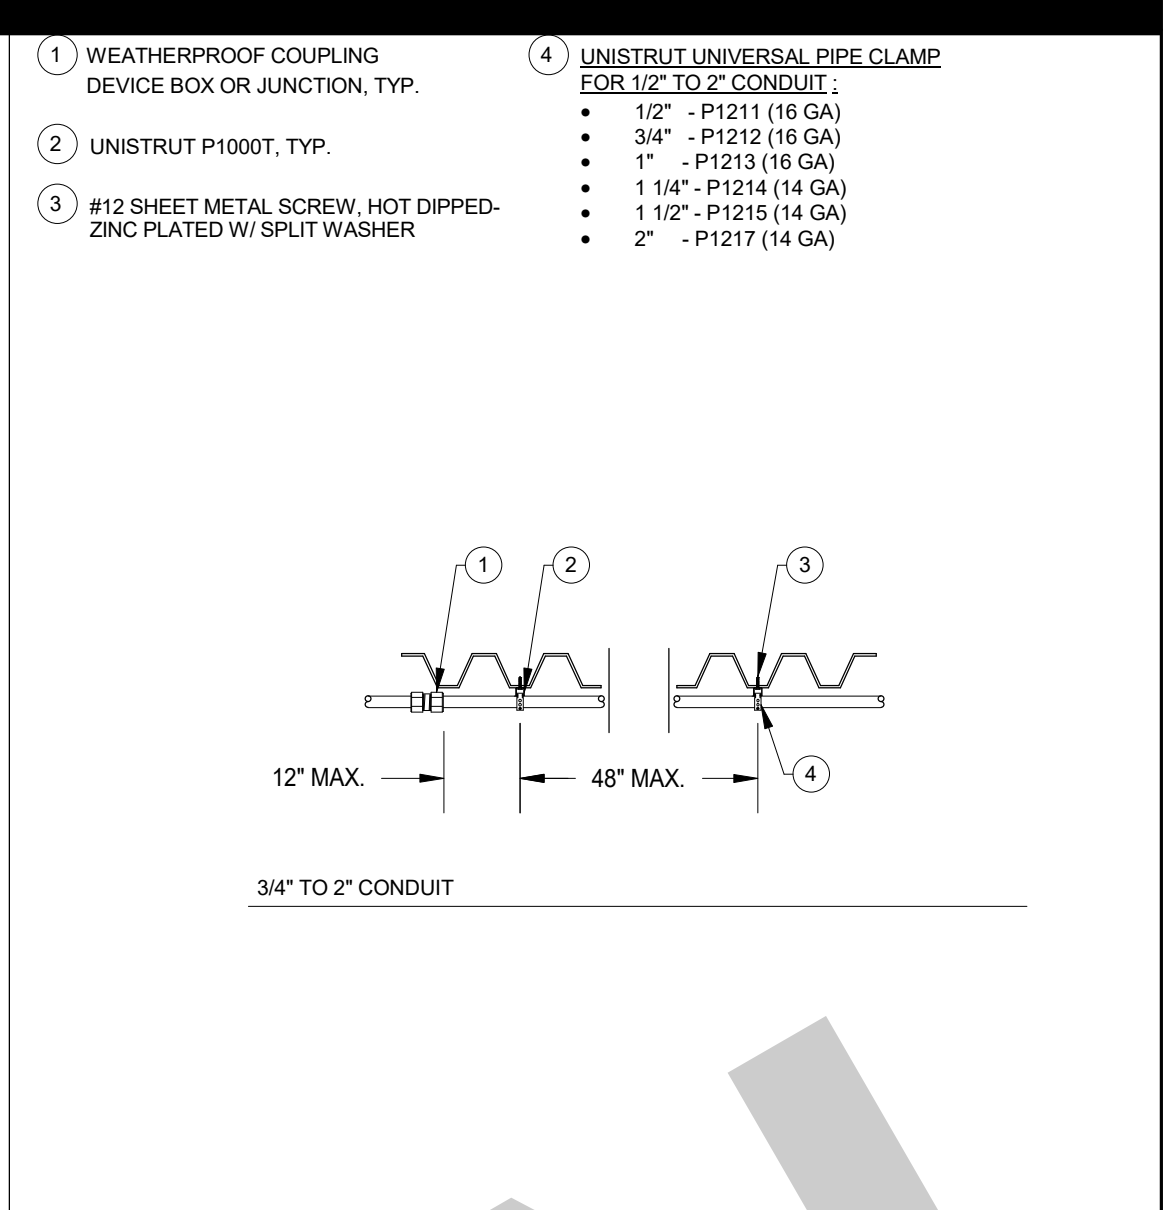 1 WEATHERPROOF COUPLING
DEVICE BOX OR JUNCTION, TYP.
2 UNISTRUT P1000T, TYP.
3 #12 SHEET METAL SCREW, HOT DIPPED-
ZINC PLATED W/ SPLIT WASHER
4 UNISTRUT UNIVERSAL PIPE CLAMP
FOR 1/2" TO 2" CONDUIT :
• 1/2" - P1211 (16 GA)
• 3/4" - P1212 (16 GA)
• 1" - P1213 (16 GA)
• 1 1/4" - P1214 (14 GA)
• 1 1/2" - P1215 (14 GA)
• 2" - P1217 (14 GA)
1 2 3
12" MAX. 48" MAX. 4
3/4" TO 2" CONDUIT